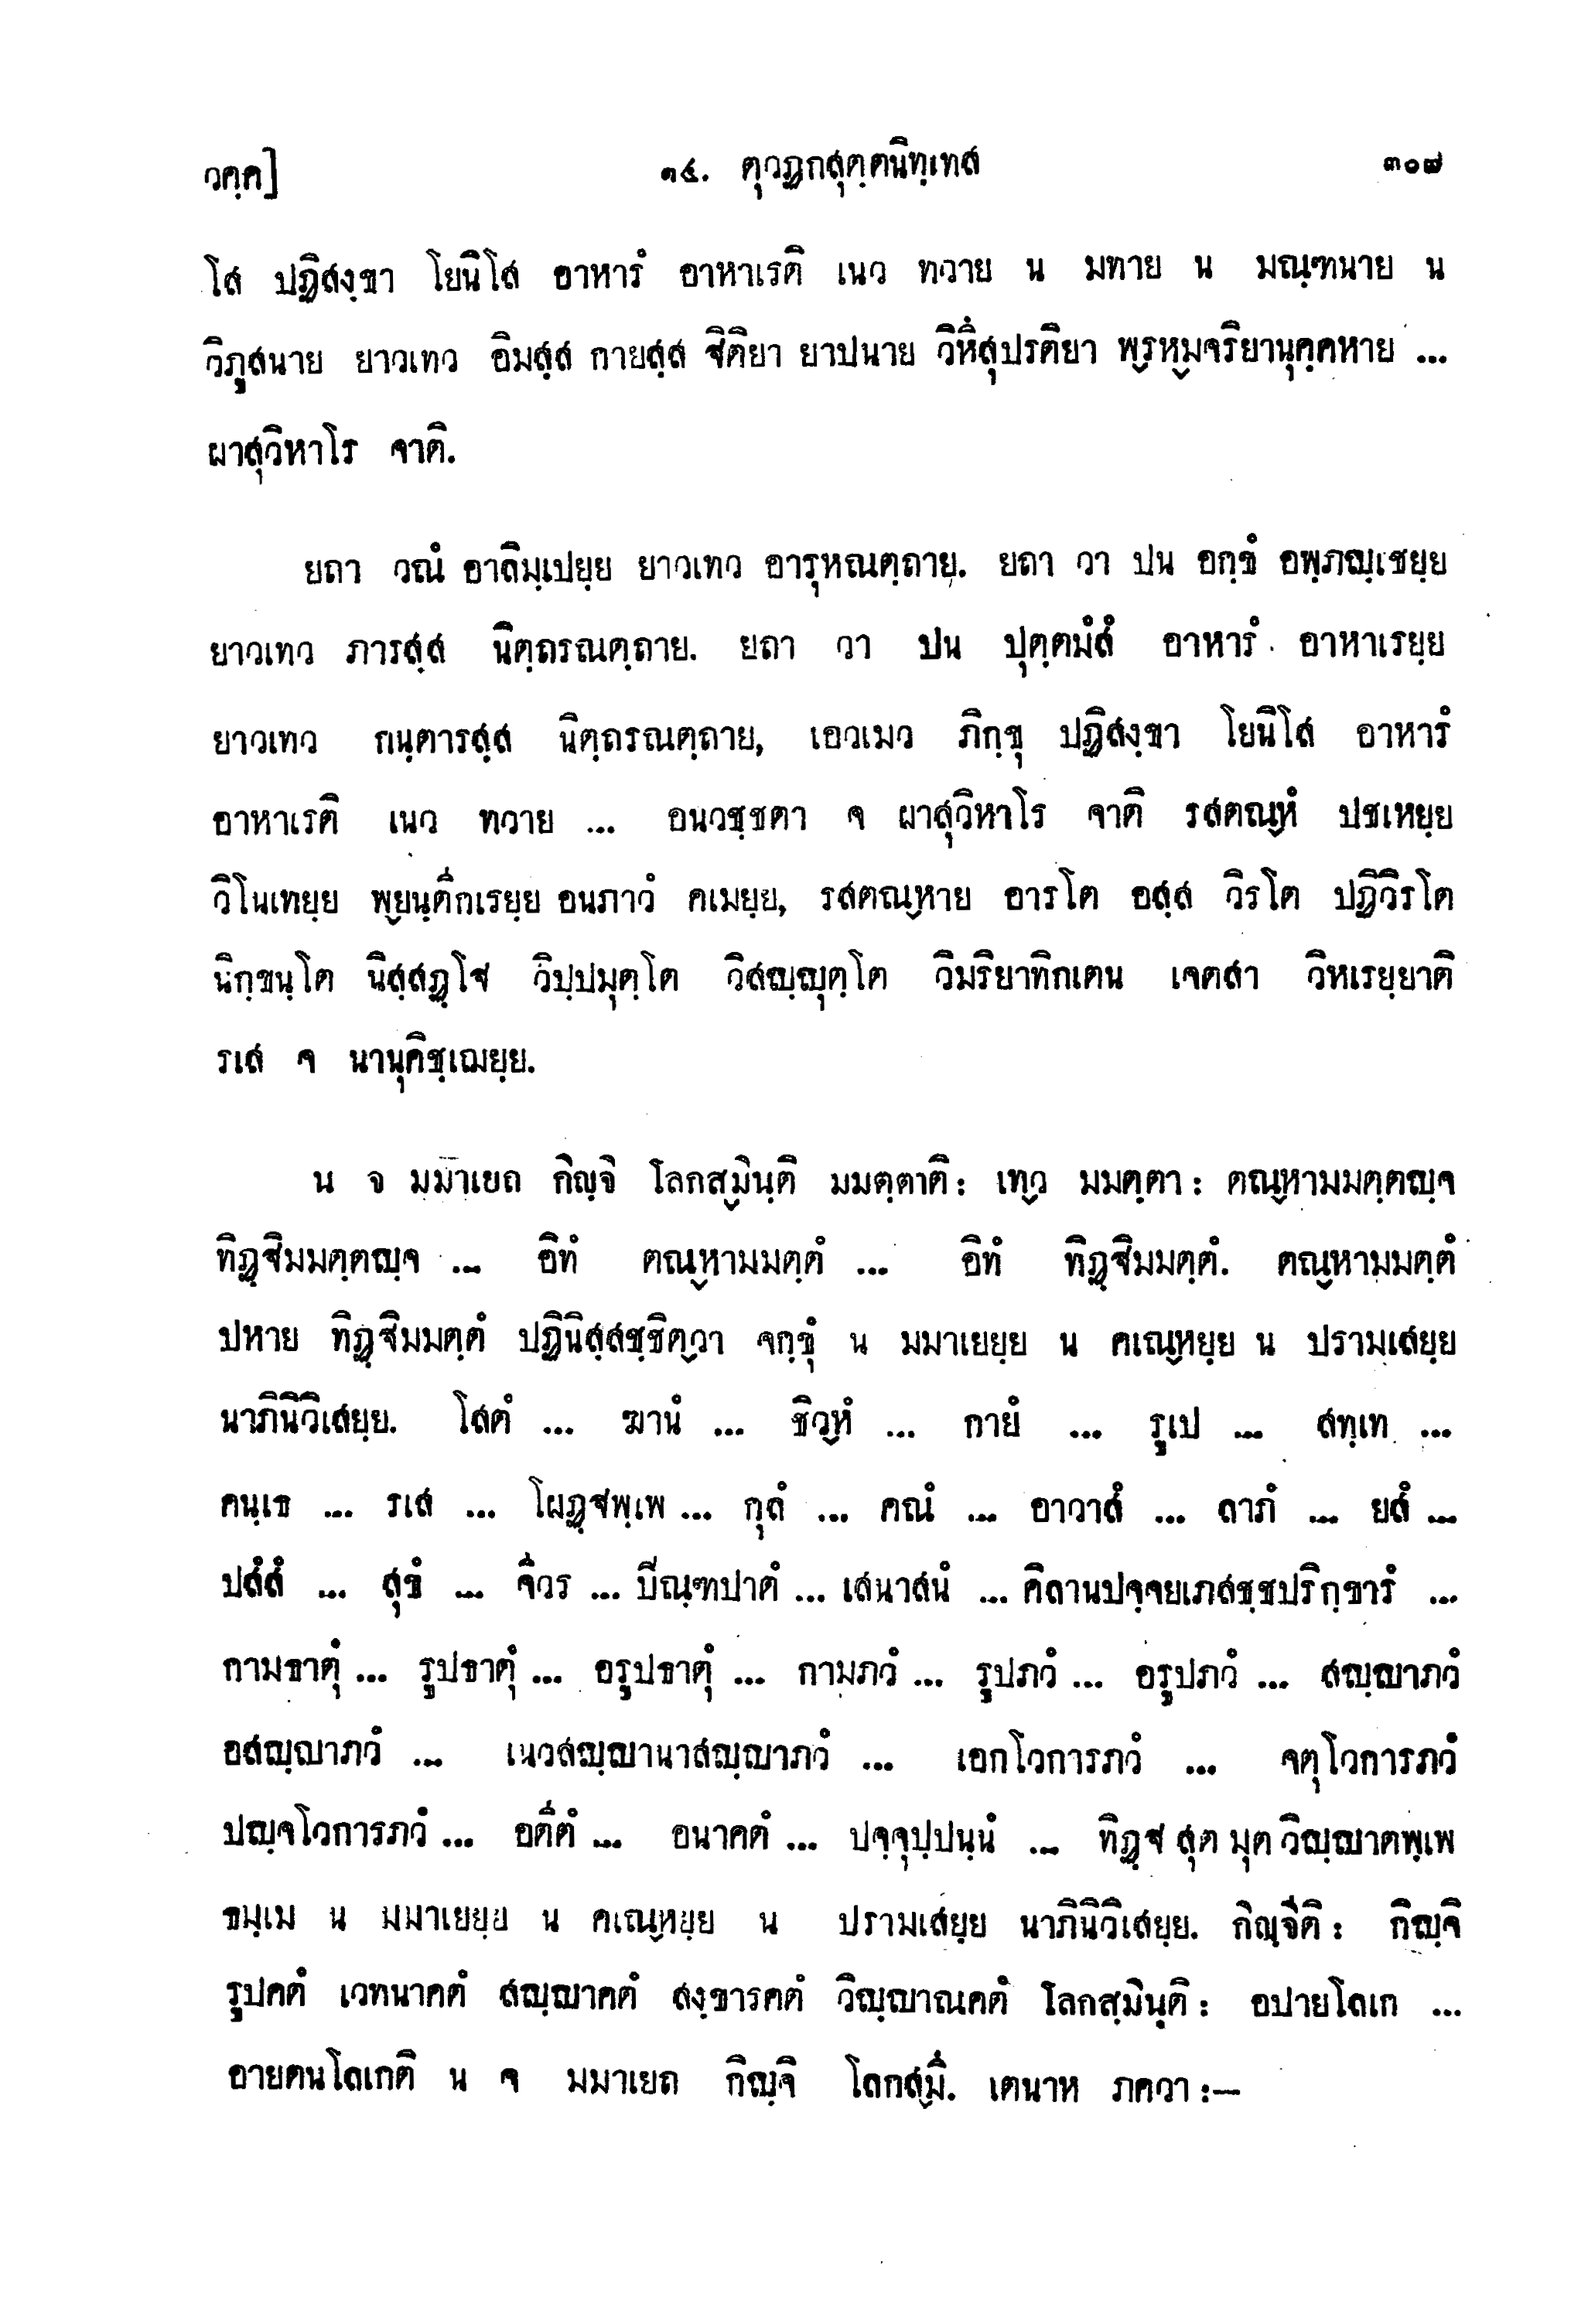 วคฺค]
๑๔. ตุวฏกสุตฺตนิทฺเทส
๓๐๗
โส ปฏิสงฺขา โยนิโส อาหารํ อาหาเรติ เนว ทวาย น มทาย น มณฺฑนาย น
วิภูสนาย ยาวเทว อิมสฺส กายสฺส ฐิติยา ยาปนาย วิหึสุปรติยา พฺรหฺมจริยานุคฺคหาย ...
ผาสุวิหาโร จาติ.
ยถา วณํ อาลิมฺเปยฺย ยาวเทว อารุหณตฺถาย. ยถา วา ปน อกฺขํ อพฺภญฺเชยฺย
ยาวเทว ภารสฺส นิตฺถรณตฺถาย. ยถา วา ปน ปุตฺตมํสํ อาหารํ อาหาเรยฺย
ยาวเทว กนฺตารสฺส นิตฺถรณตฺถาย, เอวเมว ภิกฺขุ ปฏิสงฺขา โยนิโส อาหารํ
อาหาเรติ เนว ทวาย ... อนวชฺชตา จ ผาสุวิหาโร จาติ รสตณฺหํ ปชเหยฺย
วิโนเทยฺย พฺยนฺตีกเรยฺย อนภาวํ คเมยฺย, รสตณฺหาย อารโต อสฺส วิรโต ปฏิวิรโต
นิกฺขนฺโต นิสฺสฏฺโฐ วิปฺปมุตฺโต วิสญฺญุตฺโต วิมริยาทิกเตน เจตสา วิหเรยฺยาติ
รเส จ นานุคิชฺเฌยฺย.
น จ มมาเยถ กิญฺจิ โลกสฺมินฺติ มมตฺตาติ: เทฺว มมตฺตา: ตณฺหามมตฺตญฺจ
ทิฏฺฐิมมตฺตญฺจ ... อิทํ ตณฺหามมตฺตํ ... อิทํ ทิฏฺฐิมมตฺตํ. ตณฺหามมตฺตํ
ปหาย ทิฏฺฐิมมตฺตํ ปฏินิสฺสชฺชิตฺวา จกฺขุํ น มมาเยยฺย น คเณฺหยฺย น ปรามเสยฺย
นาภินิวิเสยฺย. โสตํ ... ฆานํ ... ชิวฺหํ ... กายํ ... รูเป ... สทฺเท ...
คนฺเธ ... รเส ... โผฏฺฐพฺเพ ... กุลํ ... คณํ ... อาวาสํ ... ลาภํ ... ยสํ ...
ปสํสํ ... สุขํ ... จีวร ... ปิณฺฑปาตํ ... เสนาสนํ ... คิลานปจฺจยเภสชฺชปริกฺขารํ ...
กามธาตุํ ... รูปธาตุํ ... อรูปธาตุํ ... กามภวํ ... รูปภวํ ... อรูปภวํ ... สญฺญาภวํ
อสญฺญาภวํ ... เนวสญฺญานาสญฺญาภวํ ... เอกโวการภวํ ... จตุโวการภวํ
ปญฺจโวการภวํ ... อตีตํ ... อนาคตํ ... ปจฺจุปฺปนฺนํ ... ทิฏฺฐ สุต มุต วิญฺญาตพฺเพ
ธมฺเม น มมาเยยฺย น คเณฺหยฺย น ปรามเสยฺย นาภินิวิเสยฺย. กิญฺจีติ: กิญฺจิ
รูปคตํ เวทนาคตํ สญฺญาคตํ สงฺขารคตํ วิญฺญาณคตํ โลกสฺมินฺติ: อปายโลเก ...
อายตนโลเกติ น จ มมาเยถ กิญฺจิ โลกสฺมึ. เตนาห ภควา :—